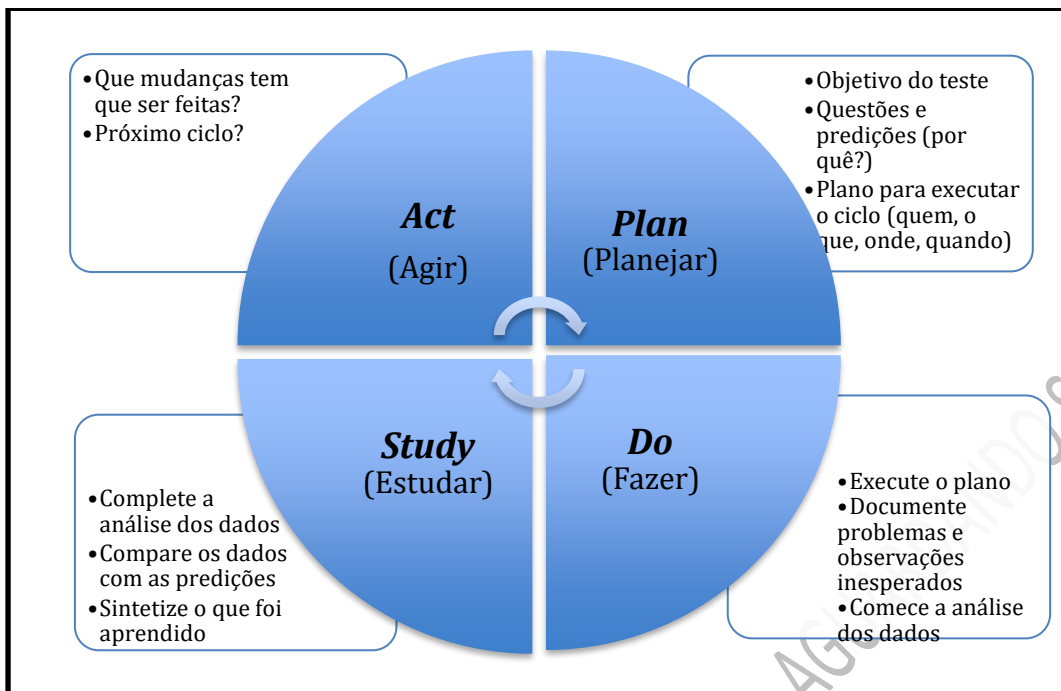 •Que mudanças tem
que ser feitas?
•Próximo ciclo?
Act
(Agir)
•Objetivo do teste
•Questões e
predições (por
quê?)
•Plano para executar
o ciclo (quem, o
que, onde, quando)
Plan
(Planejar)
Study
(Estudar)
•Complete a
análise dos dados
•Compare os dados
com as predições
•Sintetize o que foi
aprendido
Do
(Fazer)
•Execute o plano
•Documente
problemas e
observações
inesperados
•Comece a análise
dos dados